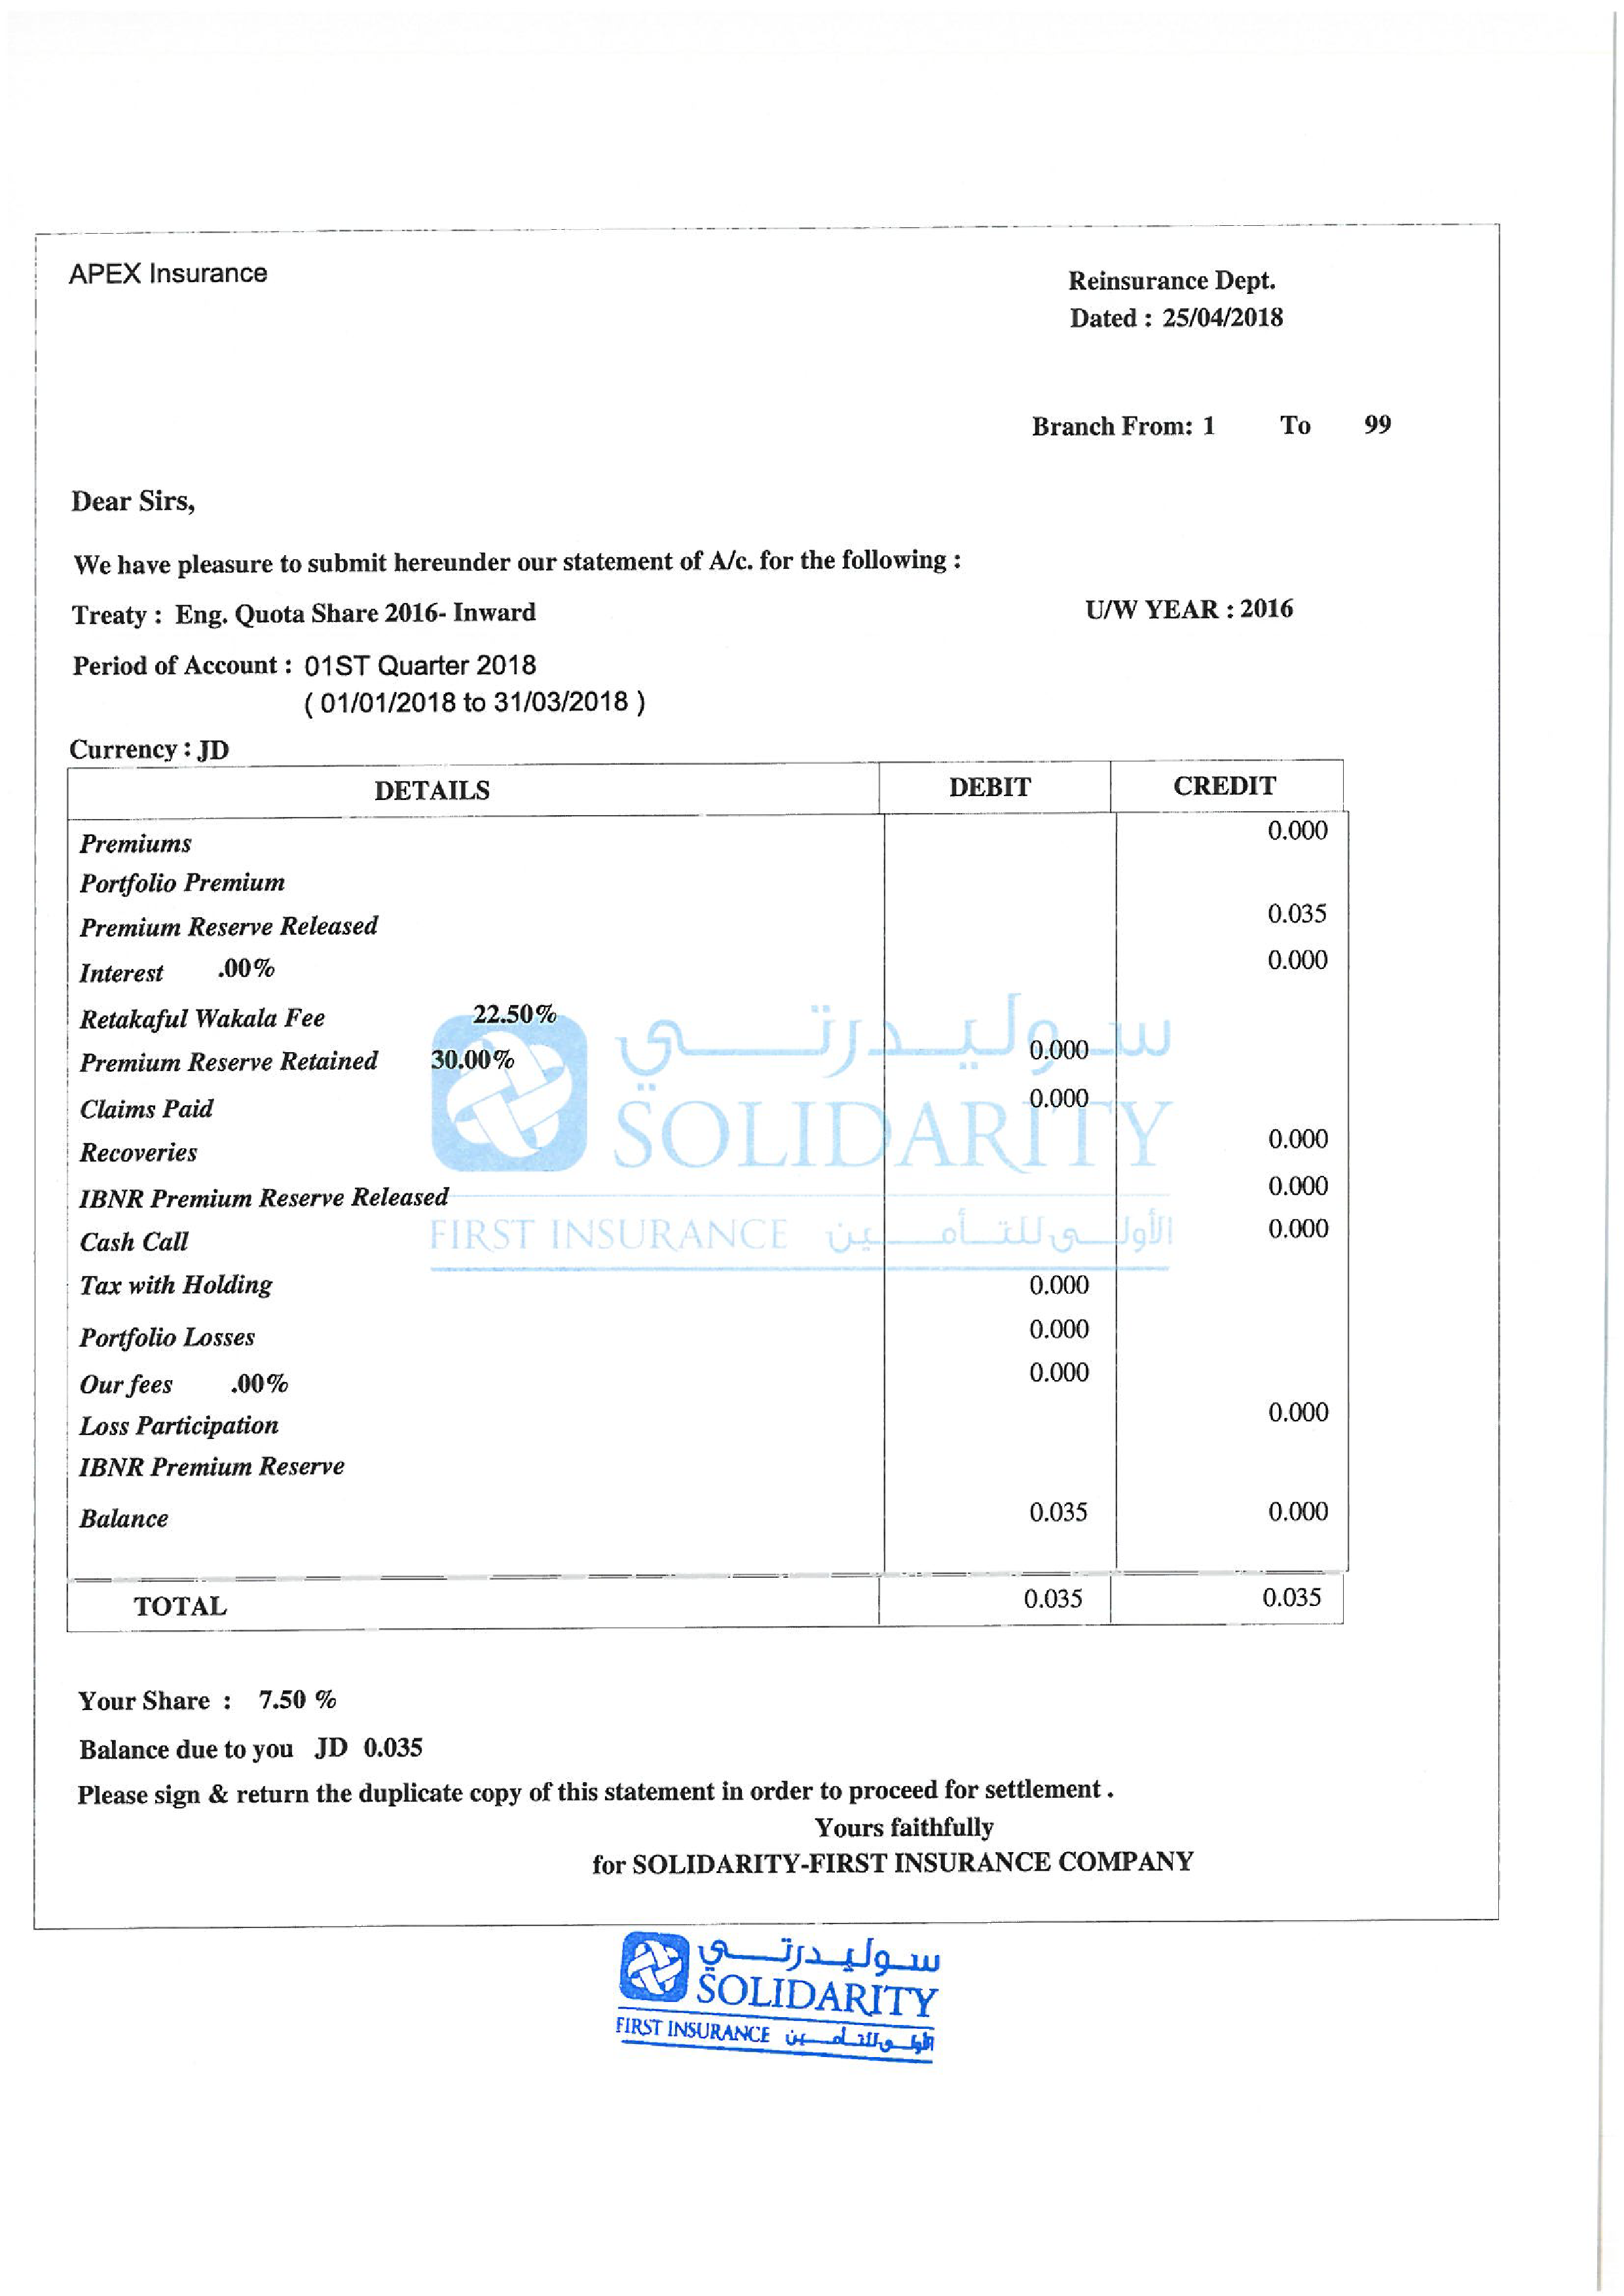 APEX Insurance
Reinsurance Dept.
Dated : 25/04/2018
Branch From: 1 To 99
Dear Sirs,
We have pleasure to submit hereunder our statement of A/c. for the following :
Treaty : Eng. Quota Share 2016- Inward U/W YEAR : 2016
Period of Account : 01ST Quarter 2018
( 01/01/2018 to 31/03/2018 )
Currency : JD
DETAILS DEBIT CREDIT
Premiums 0.000
Portfolio Premium
Premium Reserve Released 0.035
Interest .00% 0.000
Retakaful Wakala Fee 22.50%
Premium Reserve Retained 30.00% 0.000
Claims Paid 0.000
Recoveries 0.000
IBNR Premium Reserve Released 0.000
Cash Call 0.000
Tax with Holding 0.000
Portfolio Losses 0.000
Our fees .00% 0.000
Loss Participation 0.000
IBNR Premium Reserve
Balance 0.035 0.000
TOTAL 0.035 0.035
سوليدرتي
SOLIDARITY
FIRST INSURANCE الأولى للتأمين
Your Share : 7.50 %
Balance due to you JD 0.035
Please sign & return the duplicate copy of this statement in order to proceed for settlement .
Yours faithfully
for SOLIDARITY-FIRST INSURANCE COMPANY
سوليدرتي
SOLIDARITY
FIRST INSURANCE الأولى للتأمين